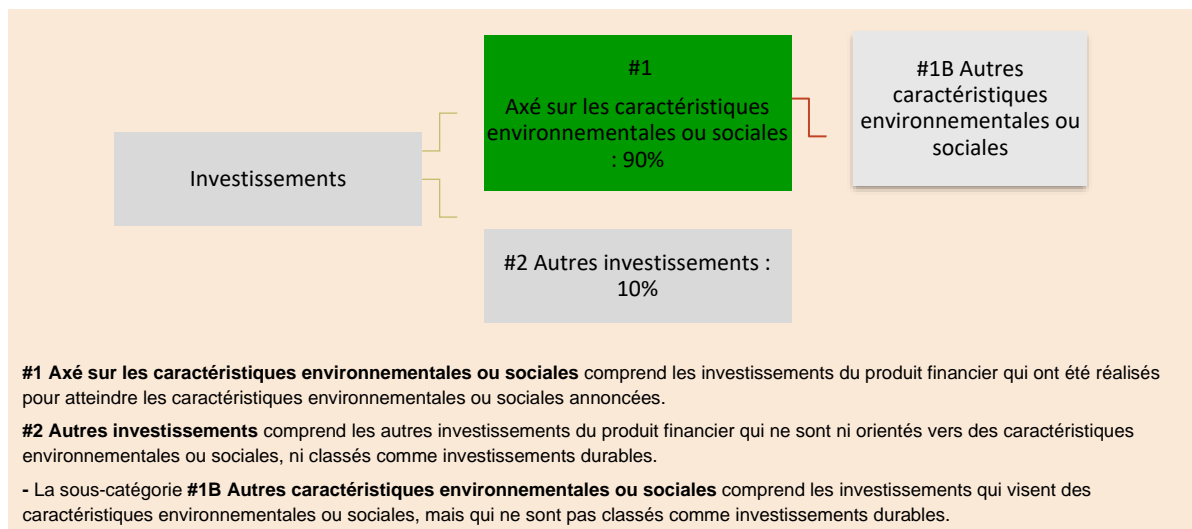 Investissements
#1
Axé sur les caractéristiques
environnementales ou sociales
: 90%
#1B Autres
caractéristiques
environnementales ou
sociales
#2 Autres investissements :
10%
#1 Axé sur les caractéristiques environnementales ou sociales comprend les investissements du produit financier qui ont été réalisés
pour atteindre les caractéristiques environnementales ou sociales annoncées.
#2 Autres investissements comprend les autres investissements du produit financier qui ne sont ni orientés vers des caractéristiques
environnementales ou sociales, ni classés comme investissements durables.
- La sous-catégorie #1B Autres caractéristiques environnementales ou sociales comprend les investissements qui visent des
caractéristiques environnementales ou sociales, mais qui ne sont pas classés comme investissements durables.